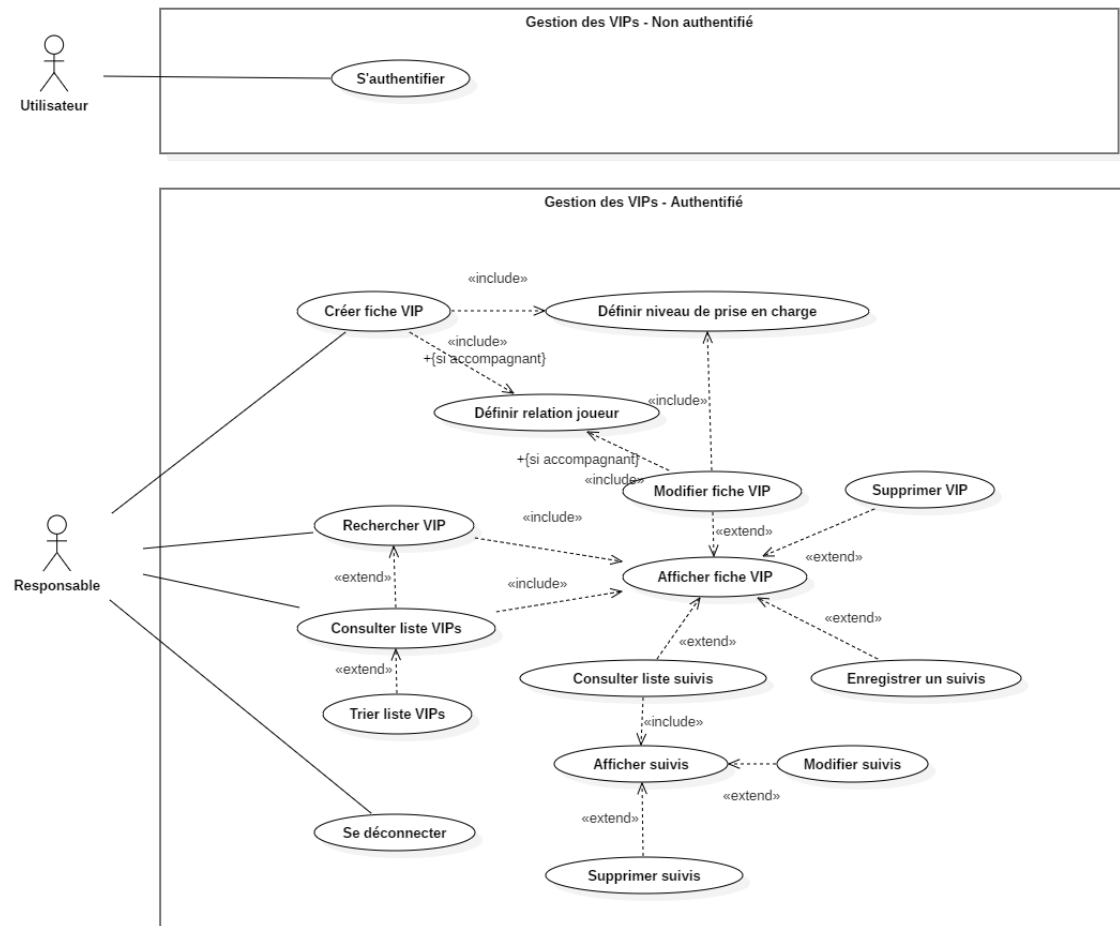 Gestion des VIPs - Non authentifié
S'authentifier
Utilisateur
Gestion des VIPs - Authentifié
«include»
Créer fiche VIP
Définir niveau de prise en charge
«include»
+{si accompagnant}
«include»
Définir relation joueur
+{si accompagnant}
«include»
Modifier fiche VIP
Supprimer VIP
Rechercher VIP
«include»
«extend»
«extend»
Responsable
«extend»
«include»
Afficher fiche VIP
Consulter liste VIPs
«extend»
«extend»
«extend»
Consulter liste suivis
Enregistrer un suivis
Trier liste VIPs
«include»
Afficher suivis
Modifier suivis
«extend»
«extend»
Se déconnecter
Supprimer suivis